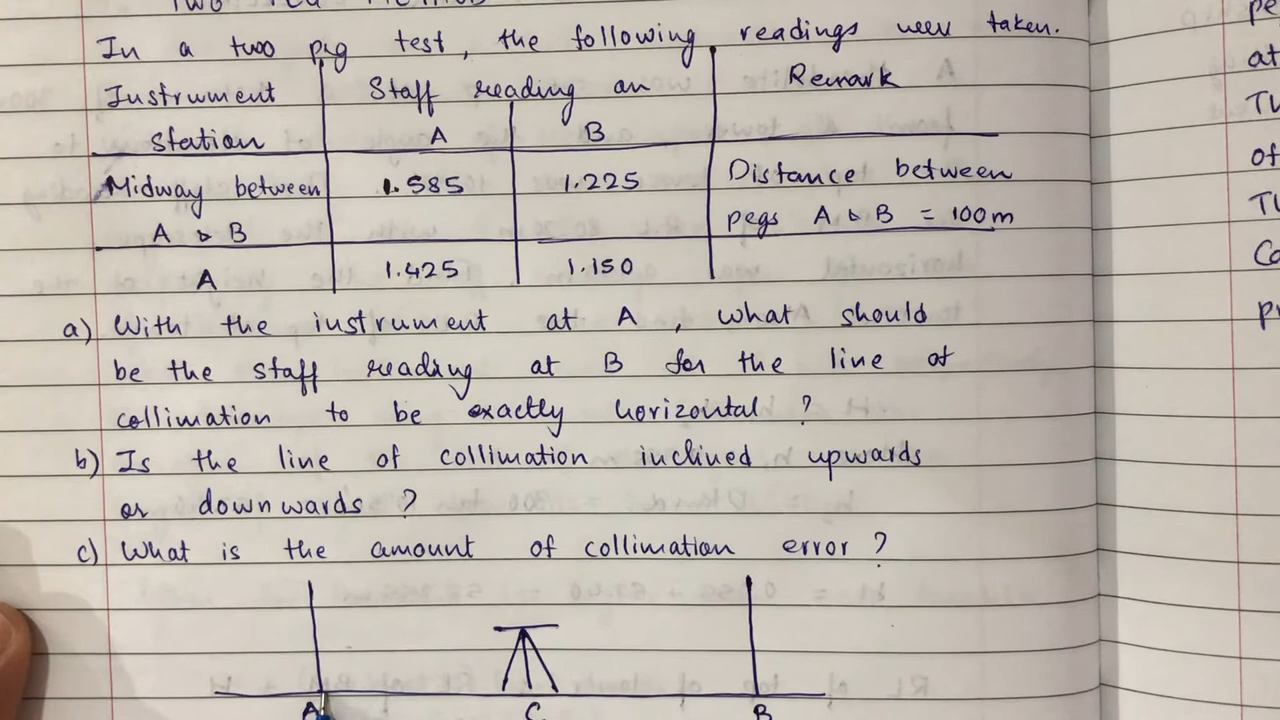 In a two peg test, the following readings were taken.
Instrument Staff reading on Remark
station A B
Midway between 1.585 1.225 Distance between
A & B pegs A & B = 100m
A 1.425 1.150
a) With the instrument at A, what should
be the staff reading at B for the line of
collimation to be exactly horizontal ?
b) Is the line of collimation inclined upwards
or downwards ?
c) What is the amount of collimation error ?
A C B
pe
at
of